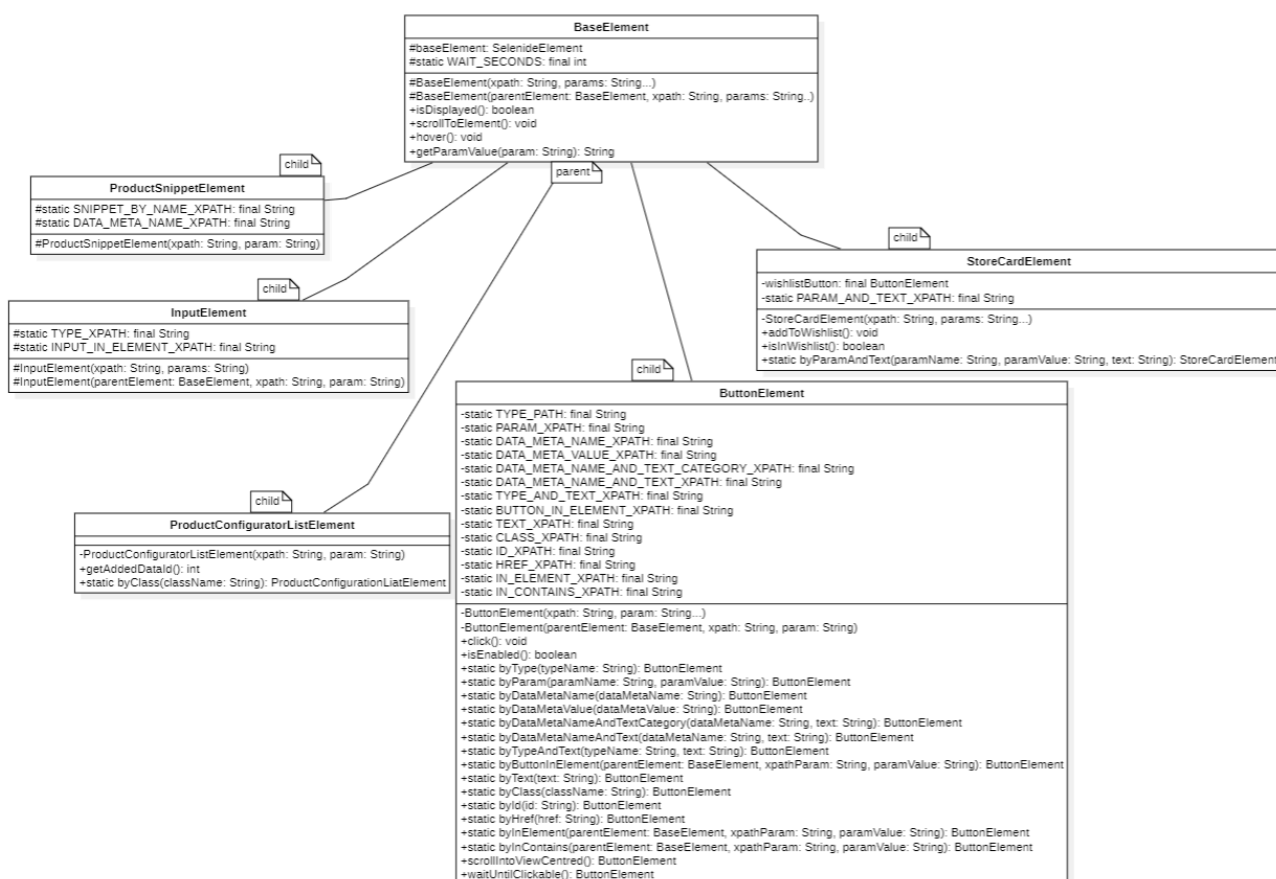 BaseElement
#baseElement: SelenideElement
#static WAIT_SECONDS: final int
#BaseElement(xpath: String, params: String...)
#BaseElement(parentElement: BaseElement, xpath: String, params: String..)
+isDisplayed(): boolean
+scrollToElement(): void
+hover(): void
+getParamValue(param: String): String
parent
child
ProductSnippetElement
#static SNIPPET_BY_NAME_XPATH: final String
#static DATA_META_NAME_XPATH: final String
#ProductSnippetElement(xpath: String, param: String)
child
StoreCardElement
-wishlistButton: final ButtonElement
-static PARAM_AND_TEXT_XPATH: final String
-StoreCardElement(xpath: String, params: String...)
+addToWishlist(): void
+isInWishlist(): boolean
+static byParamAndText(paramName: String, paramValue: String, text: String): StoreCardElement
child
InputElement
#static TYPE_XPATH: final String
#static INPUT_IN_ELEMENT_XPATH: final String
#InputElement(xpath: String, params: String)
#InputElement(parentElement: BaseElement, xpath: String, param: String)
child
ButtonElement
-static TYPE_PATH: final String
-static PARAM_XPATH: final String
-static DATA_META_NAME_XPATH: final String
-static DATA_META_VALUE_XPATH: final String
-static DATA_META_NAME_AND_TEXT_CATEGORY_XPATH: final String
-static DATA_META_NAME_AND_TEXT_XPATH: final String
-static TYPE_AND_TEXT_XPATH: final String
-static BUTTON_IN_ELEMENT_XPATH: final String
-static TEXT_XPATH: final String
-static CLASS_XPATH: final String
-static ID_XPATH: final String
-static HREF_XPATH: final String
-static IN_ELEMENT_XPATH: final String
-static IN_CONTAINS_XPATH: final String
-ButtonElement(xpath: String, param: String...)
-ButtonElement(parentElement: BaseElement, xpath: String, param: String)
+click(): void
+isEnabled(): boolean
+static byType(typeName: String): ButtonElement
+static byParam(paramName: String, paramValue: String): ButtonElement
+static byDataMetaName(dataMetaName: String): ButtonElement
+static byDataMetaValue(dataMetaValue: String): ButtonElement
+static byDataMetaNameAndTextCategory(dataMetaName: String, text: String): ButtonElement
+static byDataMetaNameAndText(dataMetaName: String, text: String): ButtonElement
+static byTypeAndText(typeName: String, text: String): ButtonElement
+static byButtonInElement(parentElement: BaseElement, xpathParam: String, paramValue: String): ButtonElement
+static byText(text: String): ButtonElement
+static byClass(className: String): ButtonElement
+static byId(id: String): ButtonElement
+static byHref(href: String): ButtonElement
+static byInElement(parentElement: BaseElement, xpathParam: String, paramValue: String): ButtonElement
+static byInContains(parentElement: BaseElement, xpathParam: String, paramValue: String): ButtonElement
+scrollIntoViewCentred(): ButtonElement
+waitUntilClickable(): ButtonElement
child
ProductConfiguratorListElement
-ProductConfiguratorListElement(xpath: String, param: String)
+getAddedDataId(): int
+static byClass(className: String): ProductConfigurationLiatElement